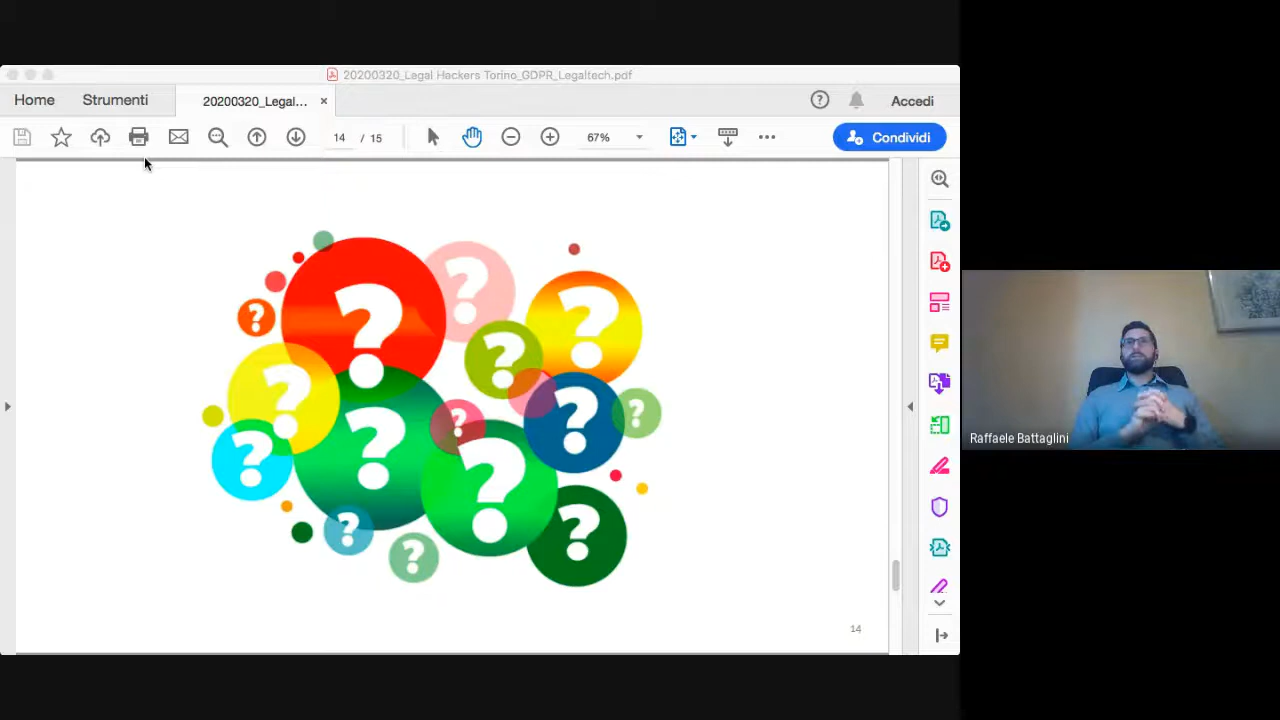 20200320_Legal Hackers Torino_GDPR_Legaltech.pdf
Home Strumenti 20200320_Legal... × Accedi
14 / 15 67% Condividi
? ? ? ? ? ? ? ? ? ? ? ? ? ? ?
Raffaele Battaglini
14